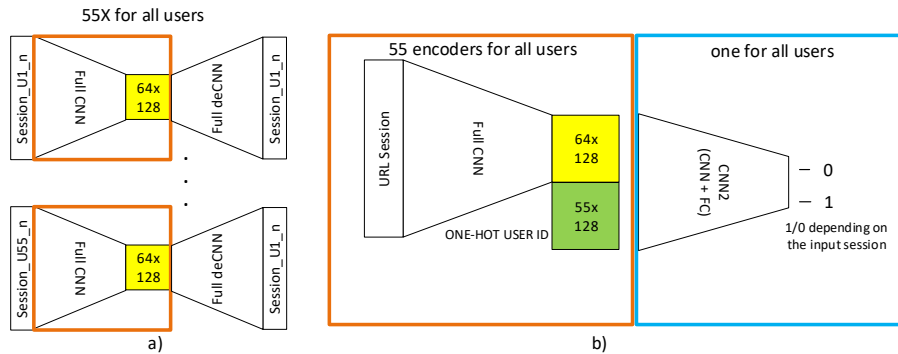 55X for all users
Session_U1_n
Full CNN
64x
128
Full deCNN
Session_U1_n
Session_U55_n
Full CNN
64x
128
Full deCNN
Session_U1_n
a)
55 encoders for all users
one for all users
URL Session
Full CNN
64x
128
55x
128
ONE-HOT USER ID
CNN2
(CNN + FC)
0
1
1/0 depending on
the input session
b)